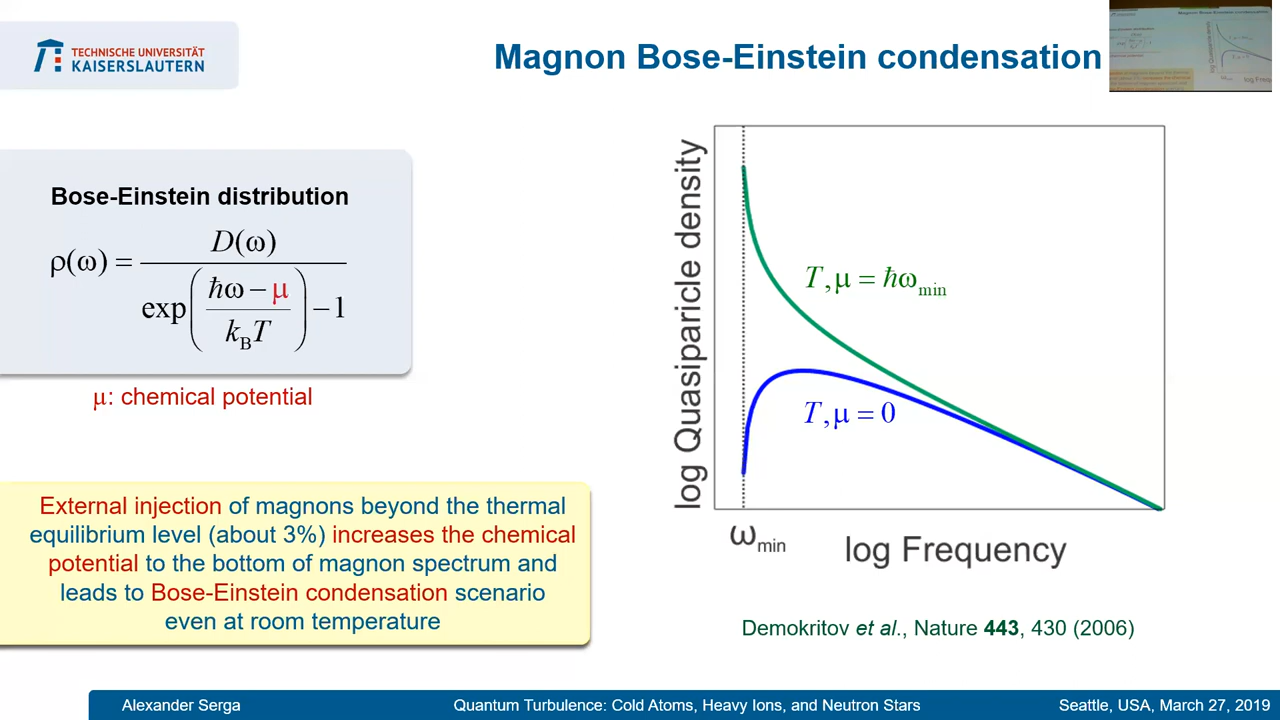 TECHNISCHE UNIVERSITÄT
KAISERSLAUTERN
Magnon Bose-Einstein condensation
Bose-Einstein distribution
ρ(ω) = D(ω) / exp((ħω − μ) / k_B T) − 1
μ: chemical potential
External injection of magnons beyond the thermal
equilibrium level (about 3%) increases the chemical
potential to the bottom of magnon spectrum and
leads to Bose-Einstein condensation scenario
even at room temperature
log Quasiparicle density
T, μ = ħω_min
T, μ = 0
ω_min
log Frequency
Demokritov et al., Nature 443, 430 (2006)
Alexander Serga
Quantum Turbulence: Cold Atoms, Heavy Ions, and Neutron Stars
Seattle, USA, March 27, 2019